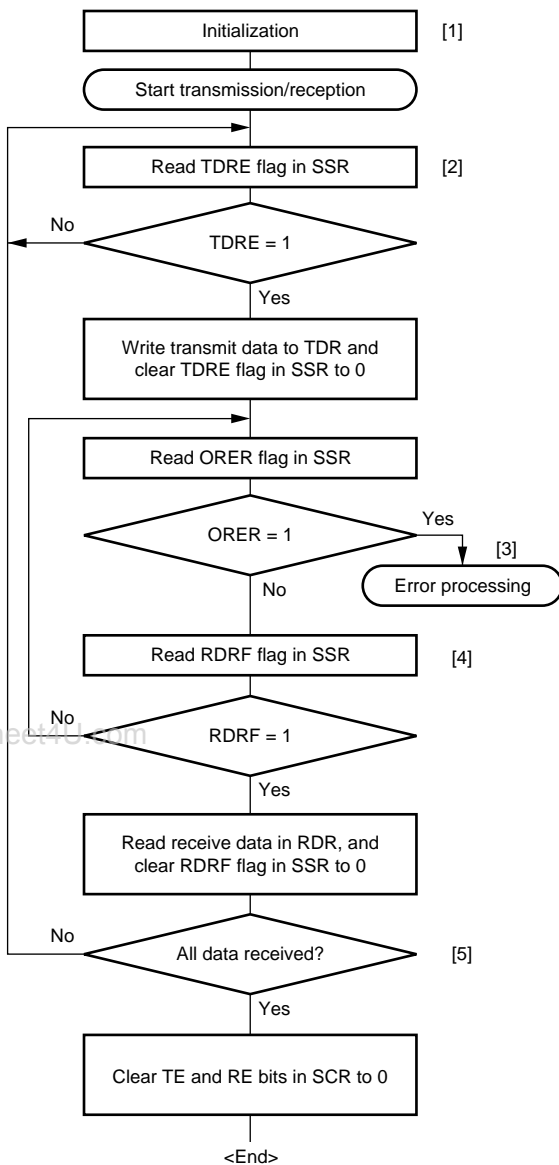 Initialization
[1]
Start transmission/reception
Read TDRE flag in SSR
[2]
No
TDRE = 1
Yes
Write transmit data to TDR and
clear TDRE flag in SSR to 0
Read ORER flag in SSR
ORER = 1
Yes
[3]
Error processing
No
Read RDRF flag in SSR
[4]
No
eet4U.com
RDRF = 1
Yes
Read receive data in RDR, and
clear RDRF flag in SSR to 0
No
All data received?
[5]
Yes
Clear TE and RE bits in SCR to 0
<End>